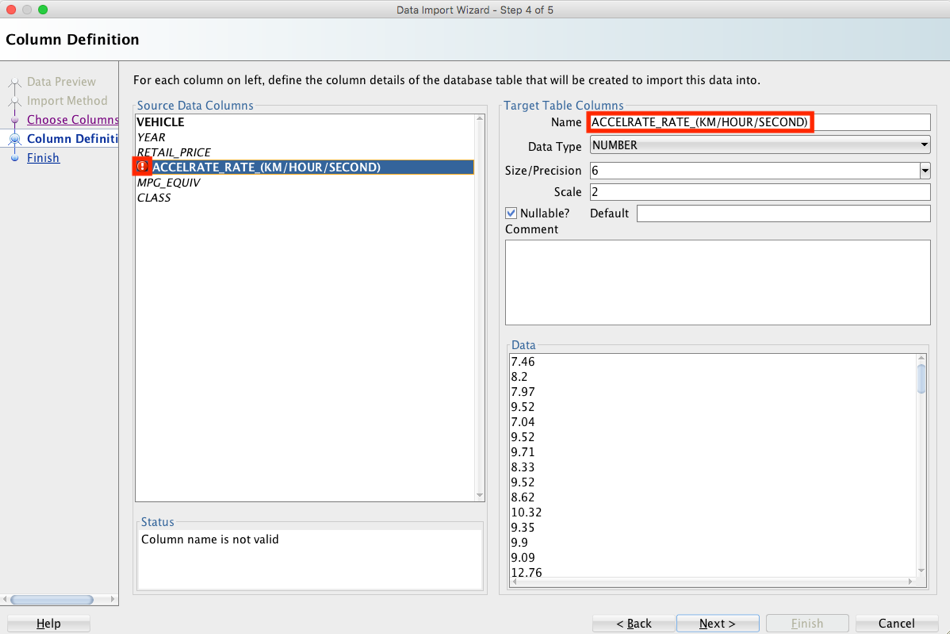 Data Import Wizard - Step 4 of 5
Column Definition
Data Preview
Import Method
Choose Columns
Column Definiti
Finish
For each column on left, define the column details of the database table that will be created to import this data into.
Source Data Columns
VEHICLE
YEAR
RETAIL_PRICE
ACCELRATE_RATE_(KM/HOUR/SECOND)
MPG_EQUIV
CLASS
Status
Column name is not valid
Target Table Columns
Name ACCELRATE_RATE_(KM/HOUR/SECOND)
Data Type NUMBER
Size/Precision 6
Scale 2
Nullable? Default
Comment
Data
7.46
8.2
7.97
9.52
7.04
9.52
9.71
8.33
9.52
8.62
10.32
9.35
9.9
9.09
12.76
Help
< Back Next > Finish Cancel